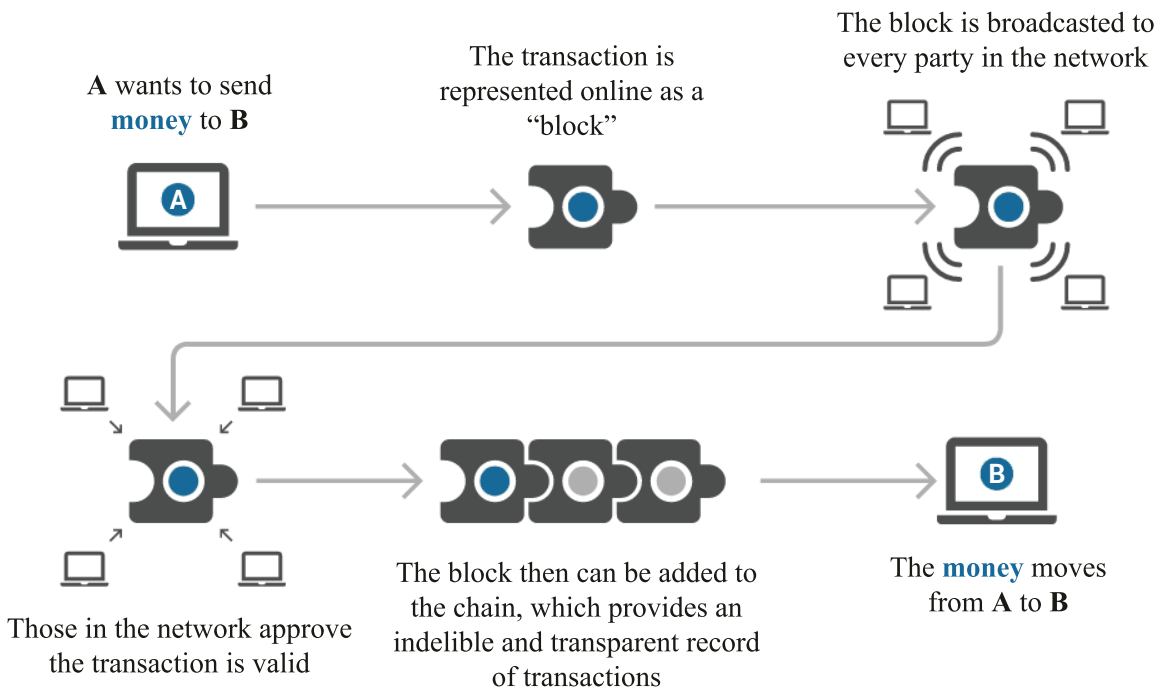 A wants to send
money to B
A
The transaction is
represented online as a
“block”
The block is broadcasted to
every party in the network
Those in the network approve
the transaction is valid
The block then can be added to
the chain, which provides an
indelible and transparent record
of transactions
B
The money moves
from A to B